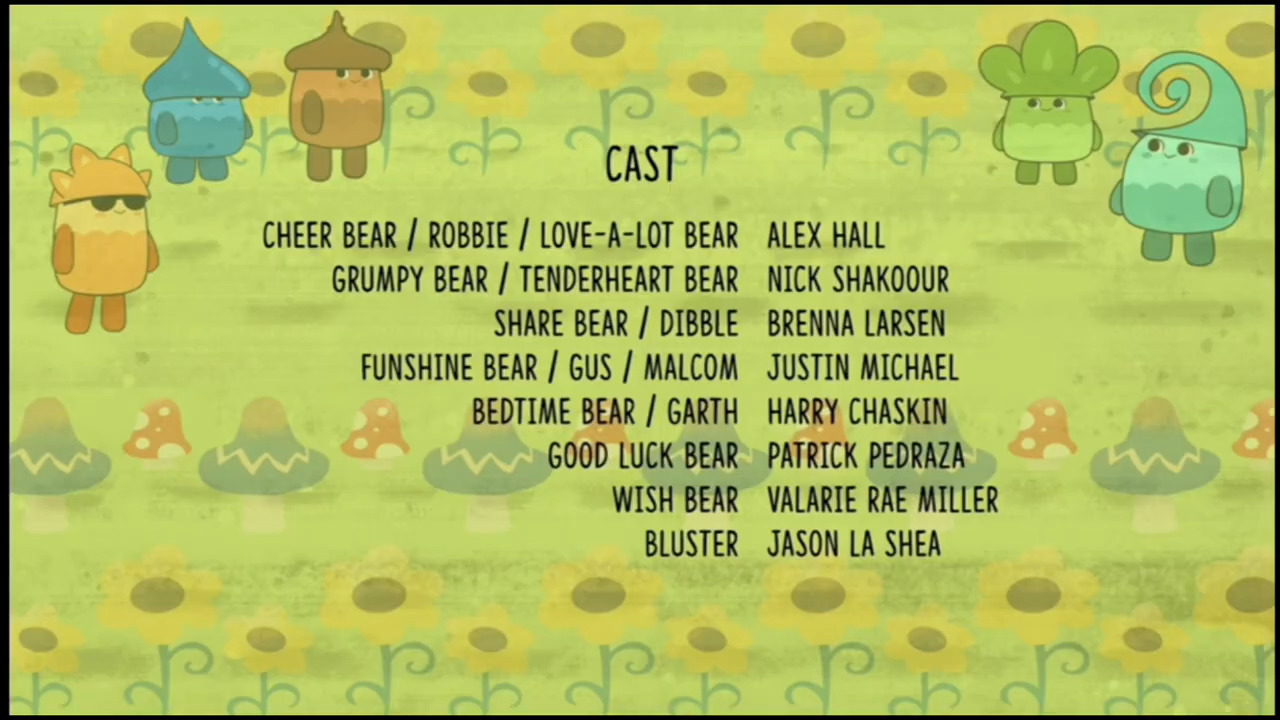 CAST
CHEER BEAR / ROBBIE / LOVE-A-LOT BEAR ALEX HALL
GRUMPY BEAR / TENDERHEART BEAR NICK SHAKOOUR
SHARE BEAR / DIBBLE BRENNA LARSEN
FUNSHINE BEAR / GUS / MALCOM JUSTIN MICHAEL
BEDTIME BEAR / GARTH HARRY CHASKIN
GOOD LUCK BEAR PATRICK PEDRAZA
WISH BEAR VALARIE RAE MILLER
BLUSTER JASON LA SHEA